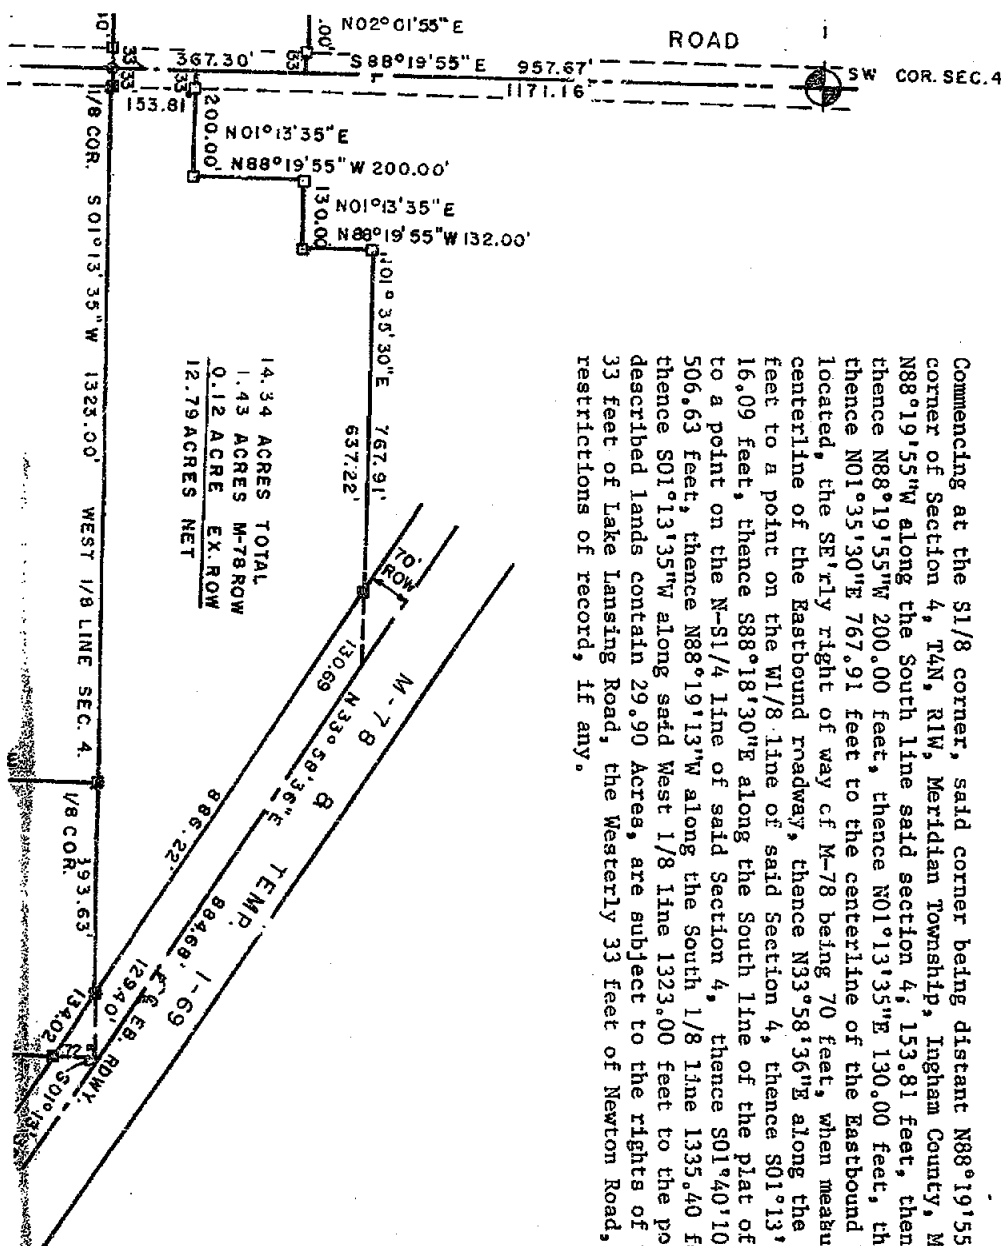 N02°01'55"E
ROAD
S88°19'55"E 957.67'
SW COR. SEC.4
367.30'
1171.16'
33
33
33
33
.00'
153.81
200.00'
N01°13'35"E
N88°19'55"W 200.00'
130.00
N01°13'35"E
N88°19'55"W 132.00'
1/8 COR. S01°13'35"W 1323.00' WEST 1/8 LINE SEC. 4.
01°35'30"E 767.91'
637.22'
14.34 ACRES TOTAL
1.43 ACRES M-78 ROW
0.12 ACRE EX. ROW
12.79 ACRES NET
70'
ROW
130.69
N33°58'36"E
884.68'
129.40'
M-78 & TEMP. I-69
886.22'
EB. RDWY.
1/8 COR.
393.63'
134.02
72
S01°13'
Commencing at the S1/8 corner, said corner being distant N88°19'55
corner of Section 4, T4N, R1W, Meridian Township, Ingham County, M
N88°19'55"W along the South line said section 4, 153.81 feet, then
thence N88°19'55"W 200.00 feet, thence N01°13'35"E 130.00 feet, th
thence N01°35'30"E 767.91 feet to the centerline of the Eastbound
located, the SE'rly right of way cf M-78 being 70 feet, when measu
centerline of the Eastbound roadway, thence N33°58'36"E along the
feet to a point on the W1/8 line of said Section 4, thence S01°13'
16.09 feet, thence S88°18'30"E along the South line of the plat of
to a point on the N-S1/4 line of said Section 4, thence S01°40'10
506.63 feet, thence N88°19'13"W along the South 1/8 line 1335.40 f
thence S01°13'35"W along said West 1/8 line 1323.00 feet to the po
described lands contain 29.90 Acres, are subject to the rights of
33 feet of Lake Lansing Road, the Westerly 33 feet of Newton Road,
restrictions of record, if any.